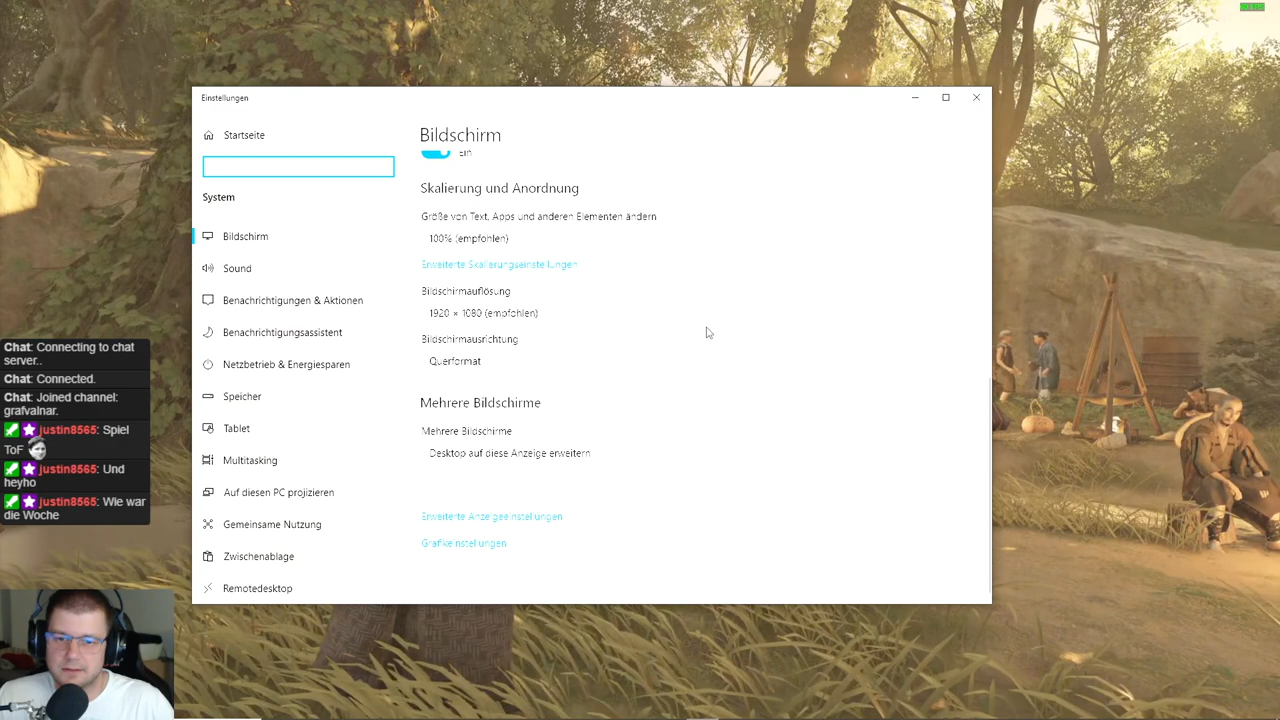 Einstellungen
Startseite
System
Bildschirm
Sound
Benachrichtigungen & Aktionen
Benachrichtigungsassistent
Netzbetrieb & Energiesparen
Speicher
Tablet
Multitasking
Auf diesen PC projizieren
Gemeinsame Nutzung
Zwischenablage
Remotedesktop
Bildschirm
Ein
Skalierung und Anordnung
Größe von Text, Apps und anderen Elementen ändern
100% (empfohlen)
Erweiterte Skalierungseinstellungen
Bildschirmauflösung
1920 × 1080 (empfohlen)
Bildschirmausrichtung
Querformat
Mehrere Bildschirme
Mehrere Bildschirme
Desktop auf diese Anzeige erweitern
Erweiterte Anzeigeeinstellungen
Grafikeinstellungen
Chat: Connecting to chat
server..
Chat: Connected.
Chat: Joined channel:
grafvalnar.
justin8565: Spiel
ToF
justin8565: Und
heyho
justin8565: Wie war
die Woche